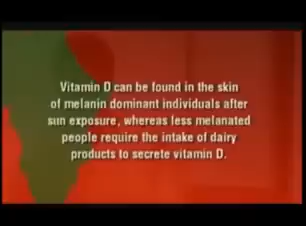 Vitamin D can be found in the skin
of melanin dominant individuals after
sun exposure, whereas less melanated
people require the intake of dairy
products to secrete vitamin D.